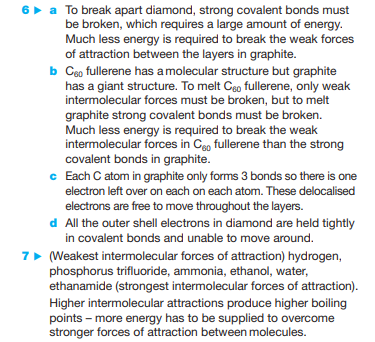 6 ▶ a To break apart diamond, strong covalent bonds must
be broken, which requires a large amount of energy.
Much less energy is required to break the weak forces
of attraction between the layers in graphite.
b C₆₀ fullerene has a molecular structure but graphite
has a giant structure. To melt C₆₀ fullerene, only weak
intermolecular forces must be broken, but to melt
graphite strong covalent bonds must be broken.
Much less energy is required to break the weak
intermolecular forces in C₆₀ fullerene than the strong
covalent bonds in graphite.
c Each C atom in graphite only forms 3 bonds so there is one
electron left over on each on each atom. These delocalised
electrons are free to move throughout the layers.
d All the outer shell electrons in diamond are held tightly
in covalent bonds and unable to move around.
7 ▶ (Weakest intermolecular forces of attraction) hydrogen,
phosphorus trifluoride, ammonia, ethanol, water,
ethanamide (strongest intermolecular forces of attraction).
Higher intermolecular attractions produce higher boiling
points – more energy has to be supplied to overcome
stronger forces of attraction between molecules.